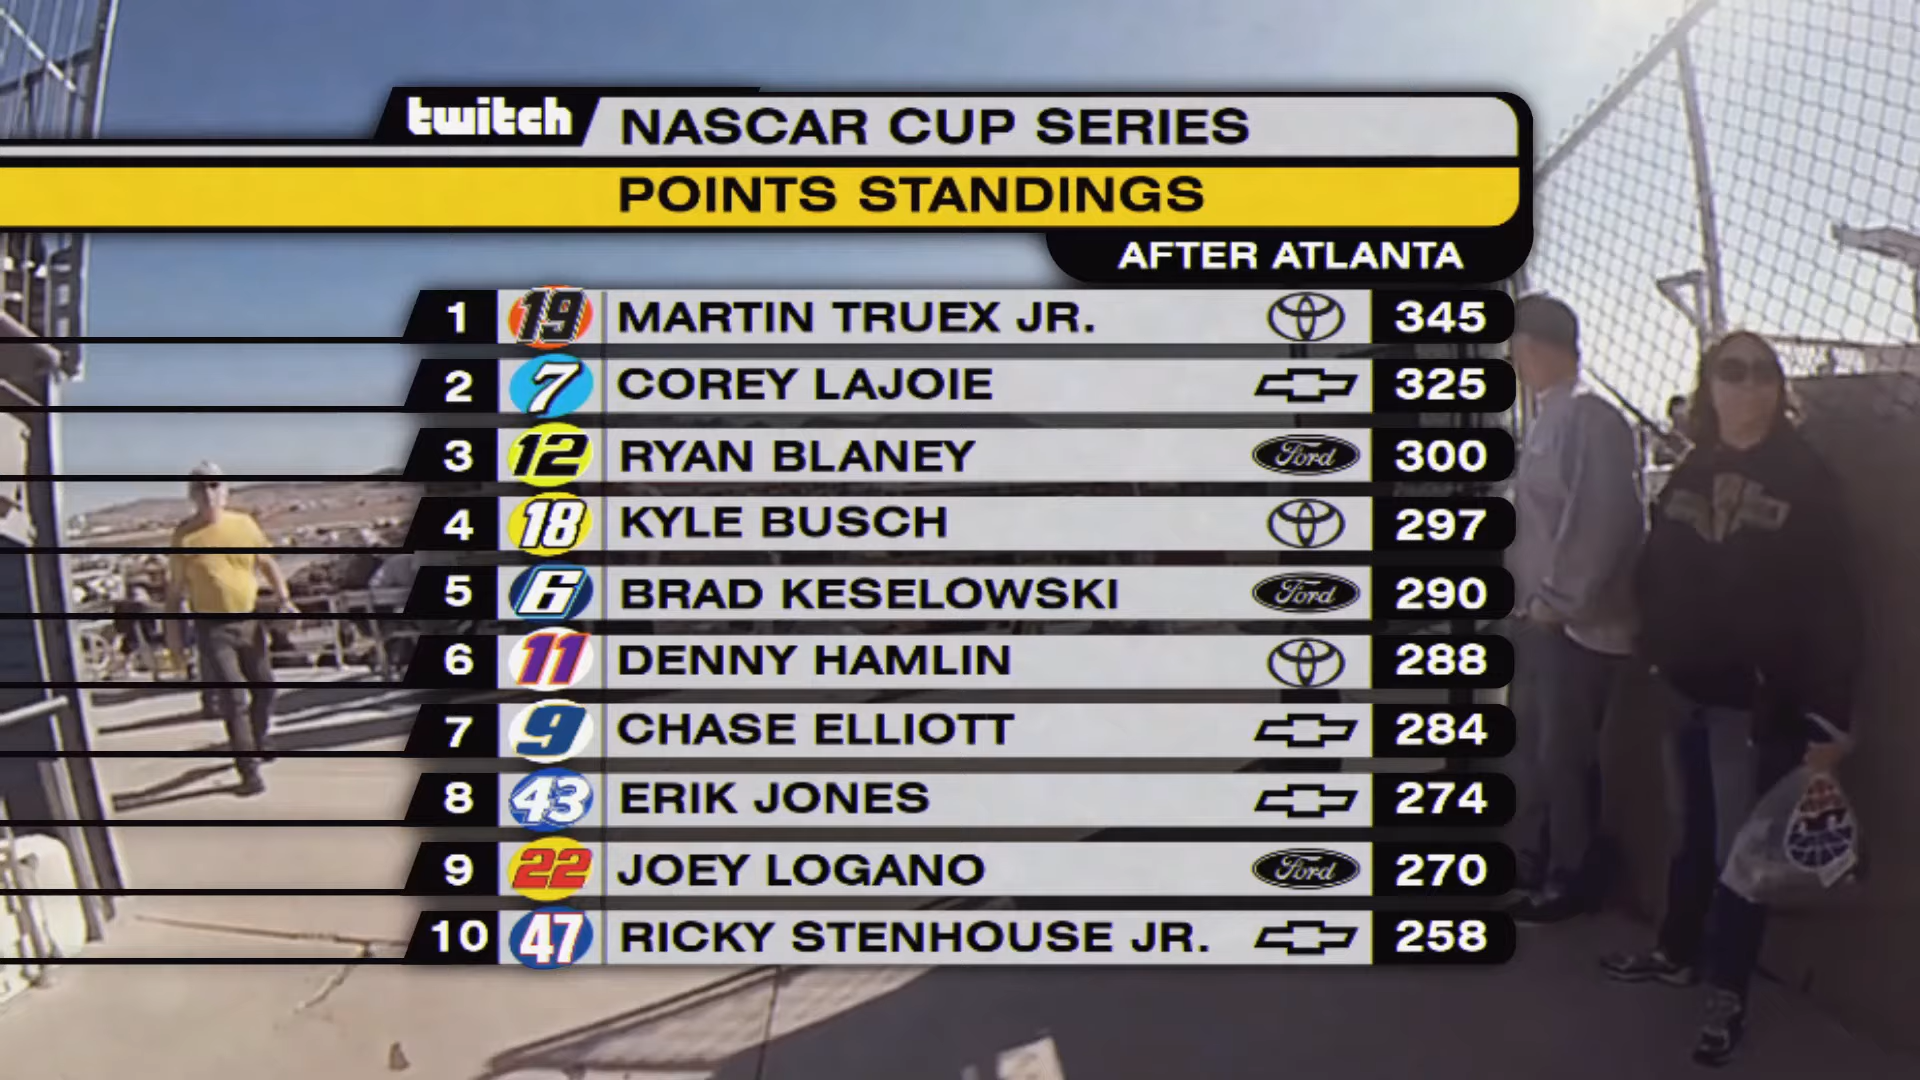 twitch NASCAR CUP SERIES
POINTS STANDINGS
AFTER ATLANTA
1 19 MARTIN TRUEX JR. 345
2 7 COREY LAJOIE 325
3 12 RYAN BLANEY Ford 300
4 18 KYLE BUSCH 297
5 6 BRAD KESELOWSKI Ford 290
6 11 DENNY HAMLIN 288
7 9 CHASE ELLIOTT 284
8 43 ERIK JONES 274
9 22 JOEY LOGANO Ford 270
10 47 RICKY STENHOUSE JR. 258